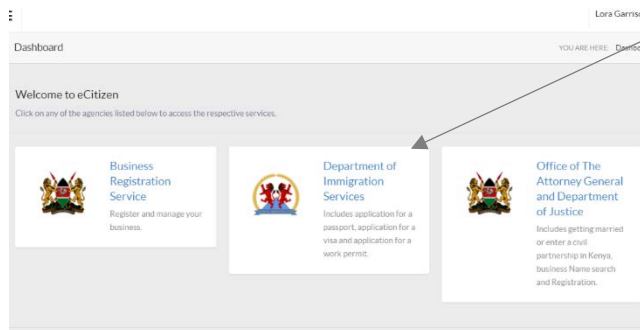 Lora Garriso
Dashboard
YOU ARE HERE: Dashbo
Welcome to eCitizen
Click on any of the agencies listed below to access the respective services.
Business
Registration
Service
Register and manage your
business.
Department of
Immigration
Services
Includes application for a
passport, application for a
visa and application for a
work permit.
Office of The
Attorney General
and Department
of Justice
Includes getting married
or enter a civil
partnership in Kenya,
business Name search
and Registration.